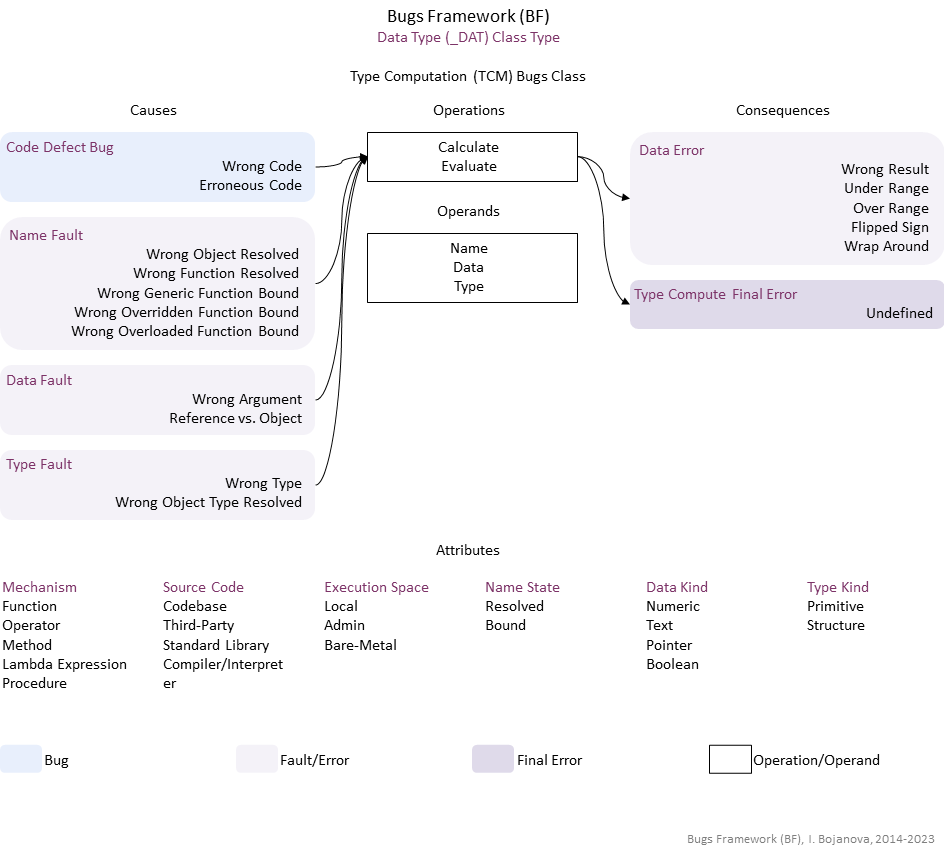 Bugs Framework (BF)
Data Type (_DAT) Class Type
Type Computation (TCM) Bugs Class
Causes
Operations
Consequences
Code Defect Bug
Wrong Code
Erroneous Code
Name Fault
Wrong Object Resolved
Wrong Function Resolved
Wrong Generic Function Bound
Wrong Overridden Function Bound
Wrong Overloaded Function Bound
Data Fault
Wrong Argument
Reference vs. Object
Type Fault
Wrong Type
Wrong Object Type Resolved
Calculate
Evaluate
Operands
Name
Data
Type
Data Error
Wrong Result
Under Range
Over Range
Flipped Sign
Wrap Around
Type Compute Final Error
Undefined
Attributes
Mechanism
Function
Operator
Method
Lambda Expression
Procedure
Source Code
Codebase
Third-Party
Standard Library
Compiler/Interpret
er
Execution Space
Local
Admin
Bare-Metal
Name State
Resolved
Bound
Data Kind
Numeric
Text
Pointer
Boolean
Type Kind
Primitive
Structure
Bug
Fault/Error
Final Error
Operation/Operand
Bugs Framework (BF), I. Bojanova, 2014-2023